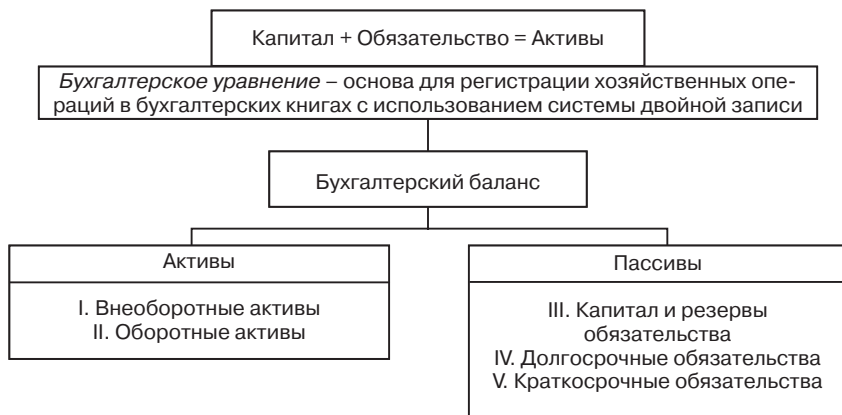 Капитал + Обязательство = Активы
Бухгалтерское уравнение – основа для регистрации хозяйственных опе-
раций в бухгалтерских книгах с использованием системы двойной записи
Бухгалтерский баланс
Активы
I. Внеоборотные активы
II. Оборотные активы
Пассивы
III. Капитал и резервы
обязательства
IV. Долгосрочные обязательства
V. Краткосрочные обязательства